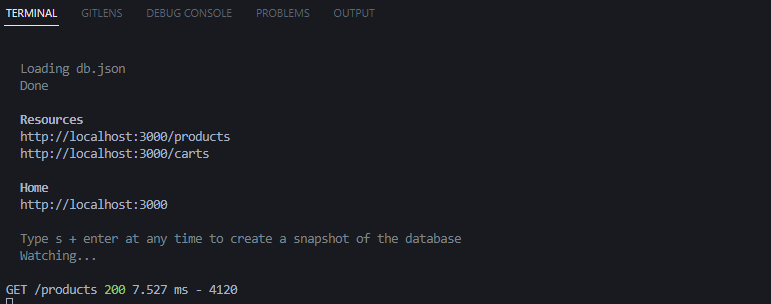 TERMINAL GITLENS DEBUG CONSOLE PROBLEMS OUTPUT
Loading db.json
Done
Resources
http://localhost:3000/products
http://localhost:3000/carts
Home
http://localhost:3000
Type s + enter at any time to create a snapshot of the database
Watching...
GET /products 200 7.527 ms - 4120